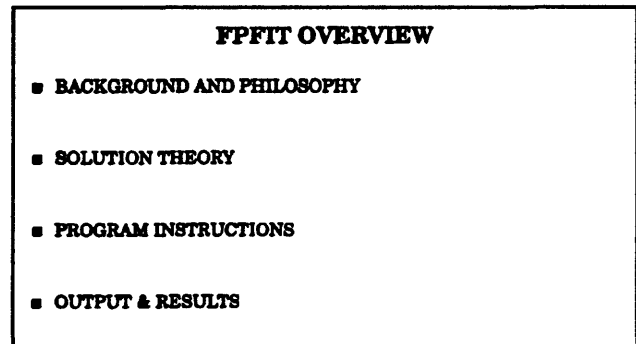 FPFIT OVERVIEW
■ BACKGROUND AND PHILOSOPHY
■ SOLUTION THEORY
■ PROGRAM INSTRUCTIONS
■ OUTPUT & RESULTS